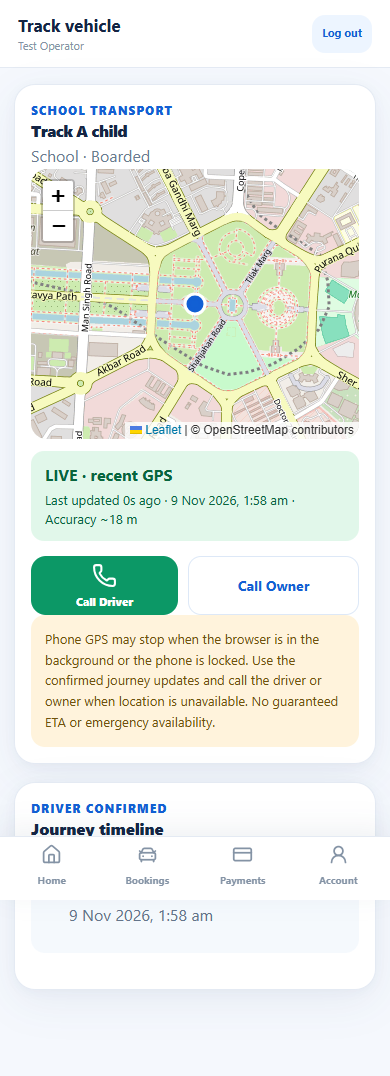 Track vehicle
Test Operator
Log out
SCHOOL TRANSPORT
Track A child
School · Boarded
+
−
Gandhi Marg
Cope
Purana Qu
Tilak Marg
avya Path
Man Singh Road
Shahjahan Road
Akbar Road
Road
Sher
Doctor
Leaflet | © OpenStreetMap contributors
LIVE · recent GPS
Last updated 0s ago · 9 Nov 2026, 1:58 am ·
Accuracy ~18 m
Call Driver
Call Owner
Phone GPS may stop when the browser is in the
background or the phone is locked. Use the
confirmed journey updates and call the driver or
owner when location is unavailable. No guaranteed
ETA or emergency availability.
DRIVER CONFIRMED
Journey timeline
Home
Bookings
Payments
Account
9 Nov 2026, 1:58 am